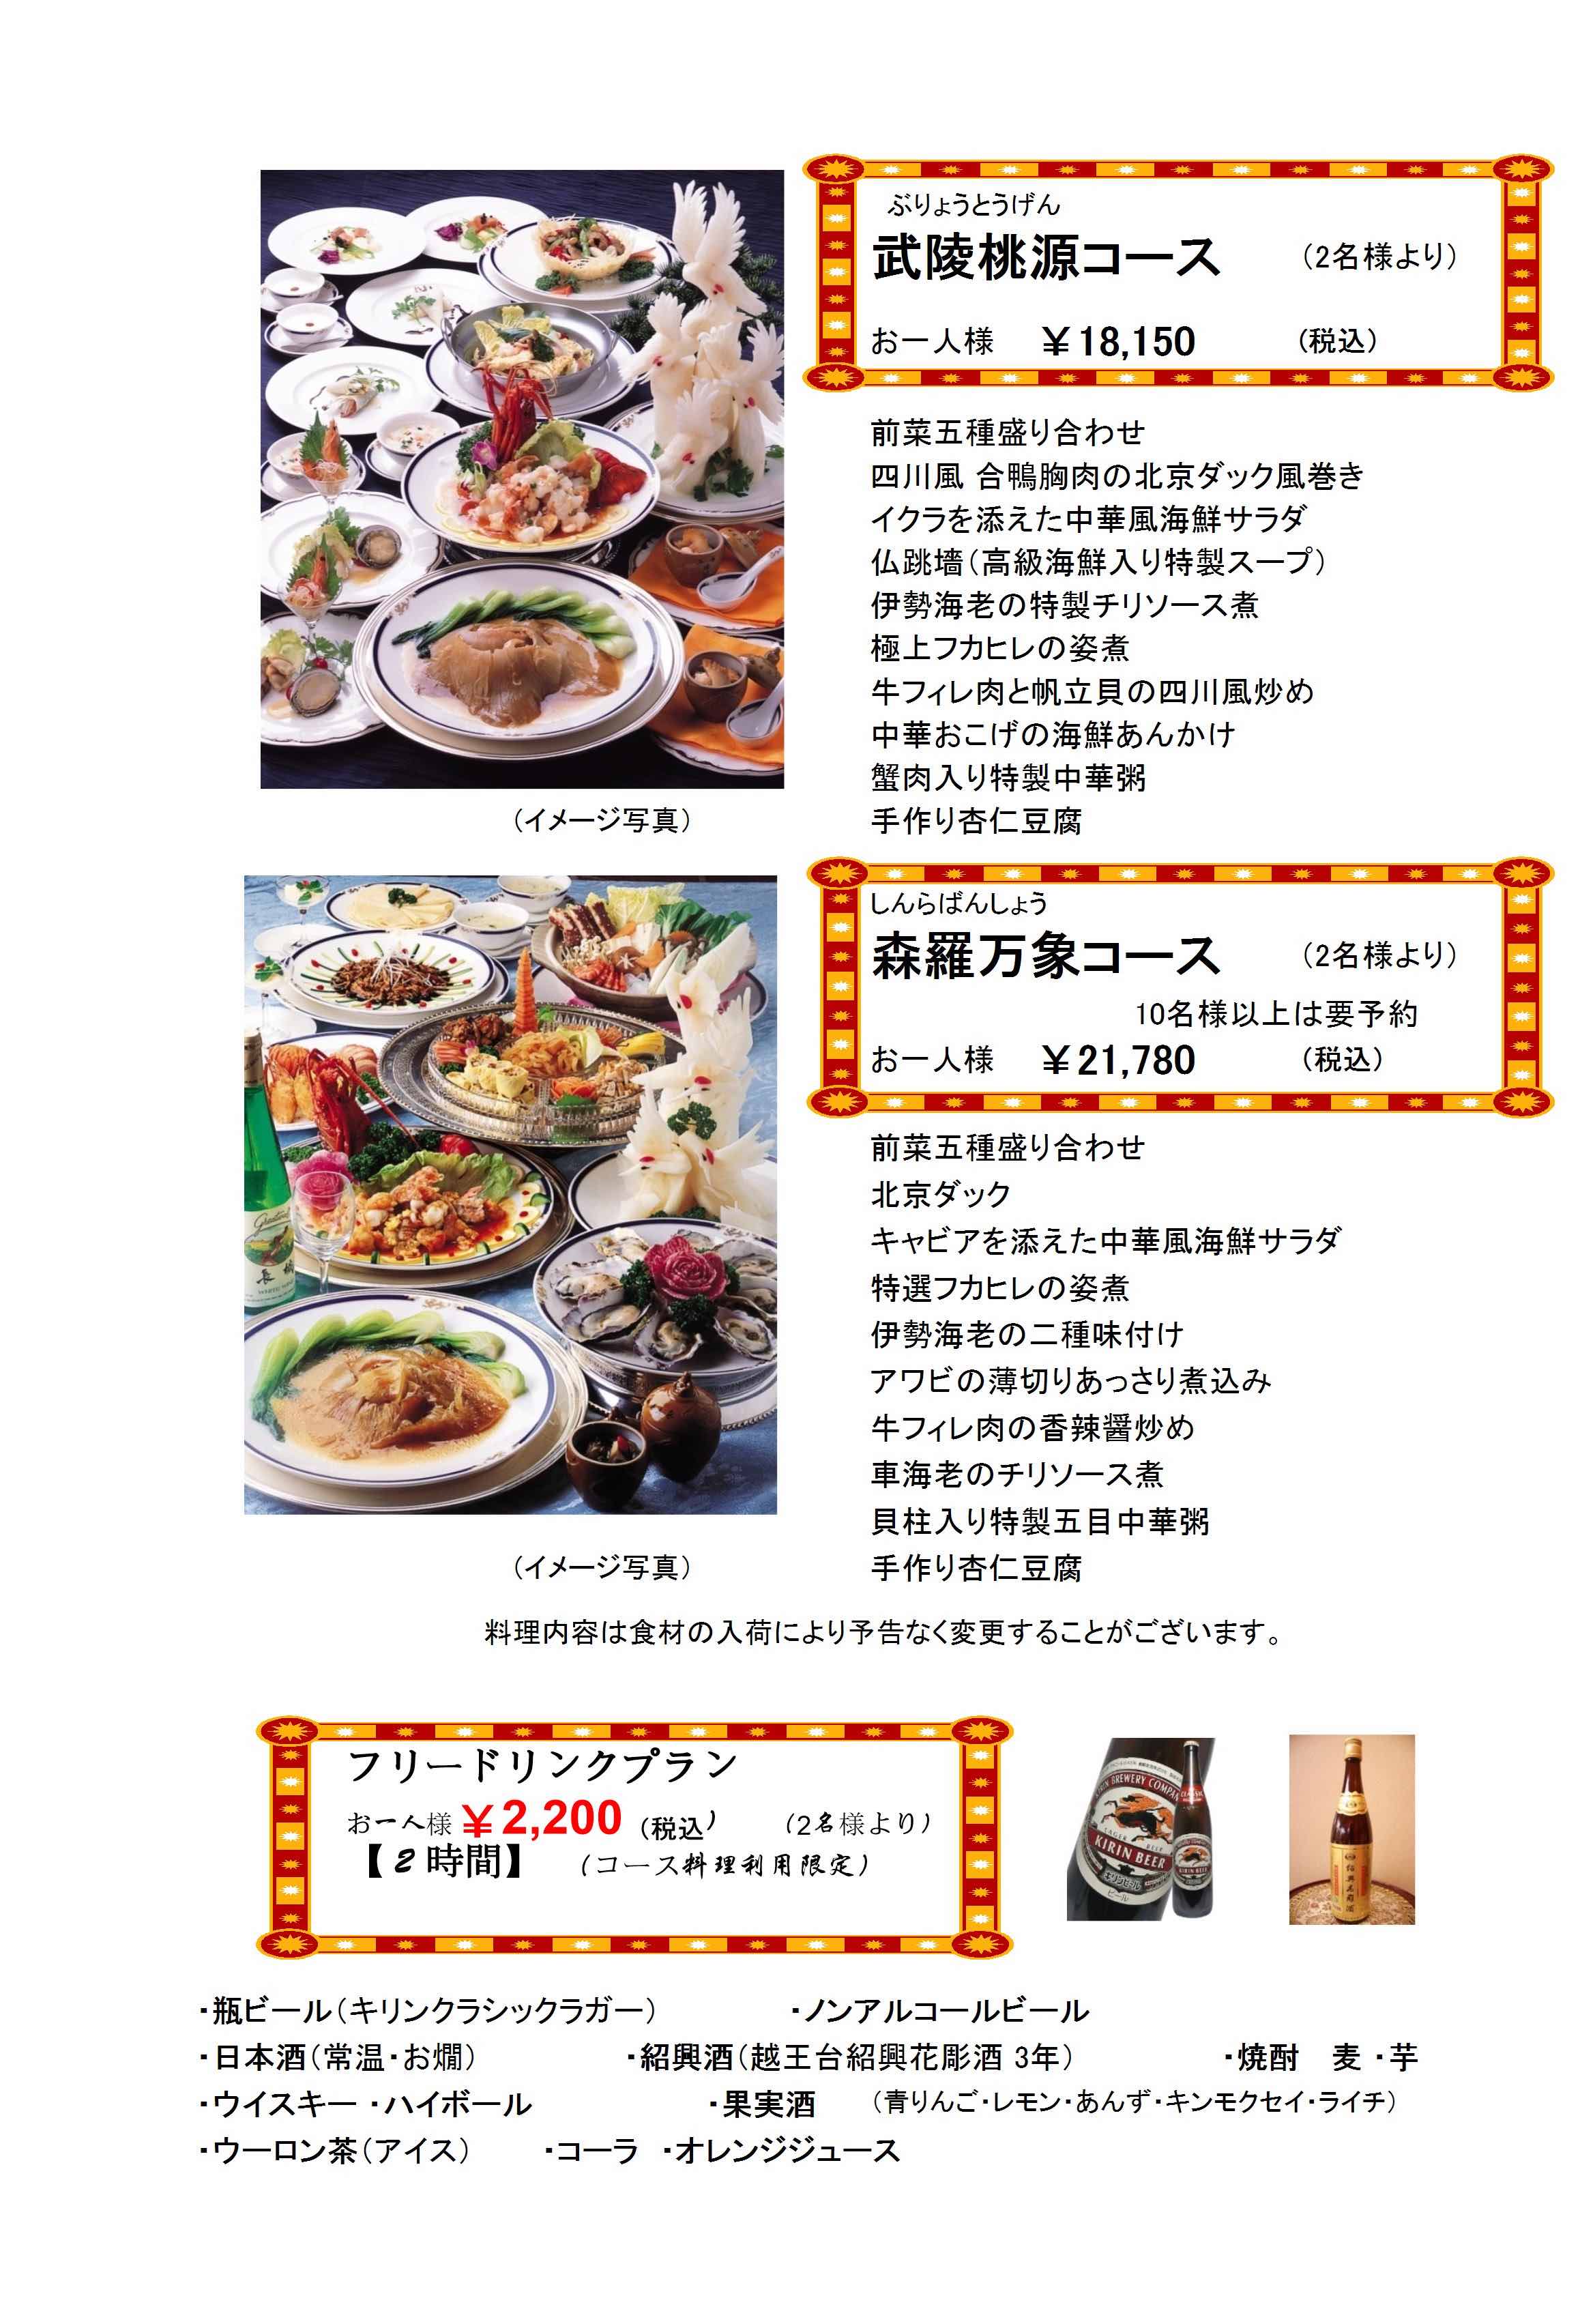 ぶりょうとうげん
武陵桃源コース　（2名様より）
お一人様　￥18,150　（税込）
前菜五種盛り合わせ
四川風 合鴨胸肉の北京ダック風巻き
イクラを添えた中華風海鮮サラダ
仏跳墻（高級海鮮入り特製スープ）
伊勢海老の特製チリソース煮
極上フカヒレの姿煮
牛フィレ肉と帆立貝の四川風炒め
中華おこげの海鮮あんかけ
蟹肉入り特製中華粥
手作り杏仁豆腐
（イメージ写真）
しんらばんしょう
森羅万象コース　（2名様より）
10名様以上は要予約
お一人様　￥21,780　（税込）
前菜五種盛り合わせ
北京ダック
キャビアを添えた中華風海鮮サラダ
特選フカヒレの姿煮
伊勢海老の二種味付け
アワビの薄切りあっさり煮込み
牛フィレ肉の香辣醤炒め
車海老のチリソース煮
貝柱入り特製五目中華粥
手作り杏仁豆腐
（イメージ写真）
料理内容は食材の入荷により予告なく変更することがございます。
フリードリンクプラン
お一人様￥2,200（税込）　（2名様より）
【2時間】　（コース料理利用限定）
KIRIN BREWERY COMPANY
LAGER BEER
KIRIN BEER
キリンビール
ビール
・瓶ビール（キリンクラシックラガー）　・ノンアルコールビール
・日本酒（常温・お燗）　・紹興酒（越王台紹興花彫酒 3年）　・焼酎　麦・芋
・ウイスキー・ハイボール　・果実酒　（青りんご・レモン・あんず・キンモクセイ・ライチ）
・ウーロン茶（アイス）　・コーラ　・オレンジジュース